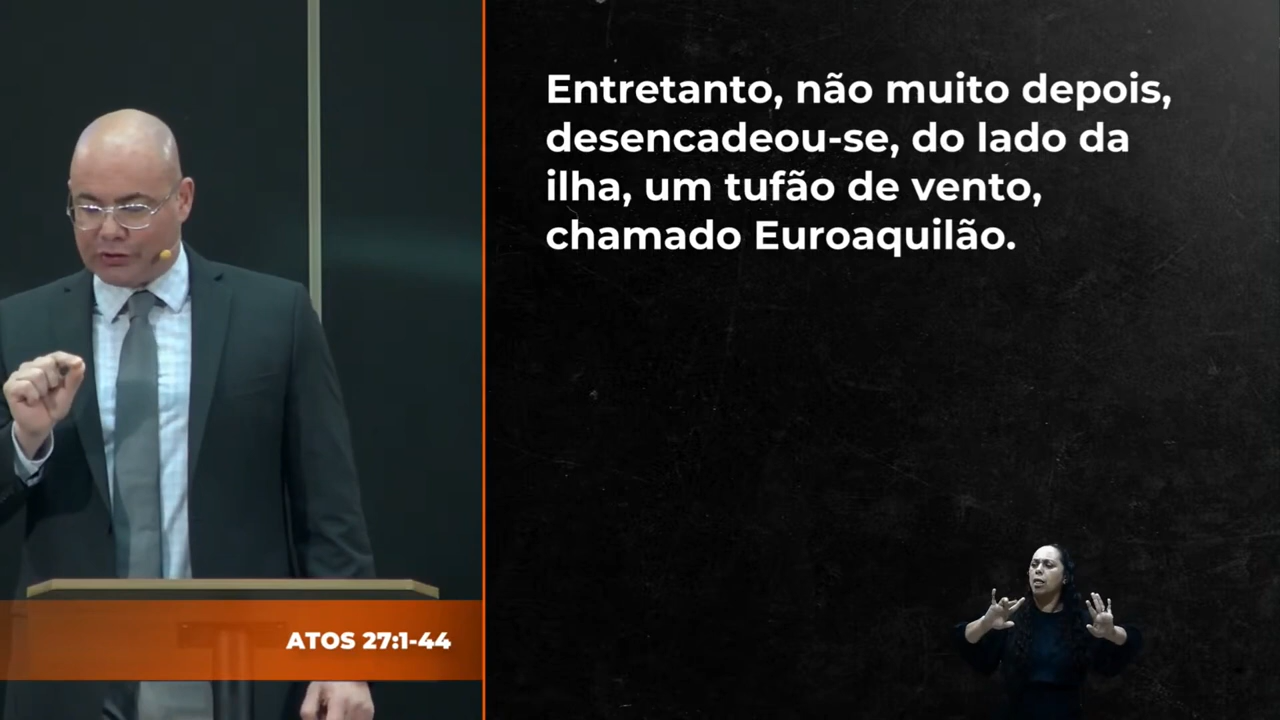 Entretanto, não muito depois,
desencadeou-se, do lado da
ilha, um tufão de vento,
chamado Euroaquilão.
ATOS 27:1-44